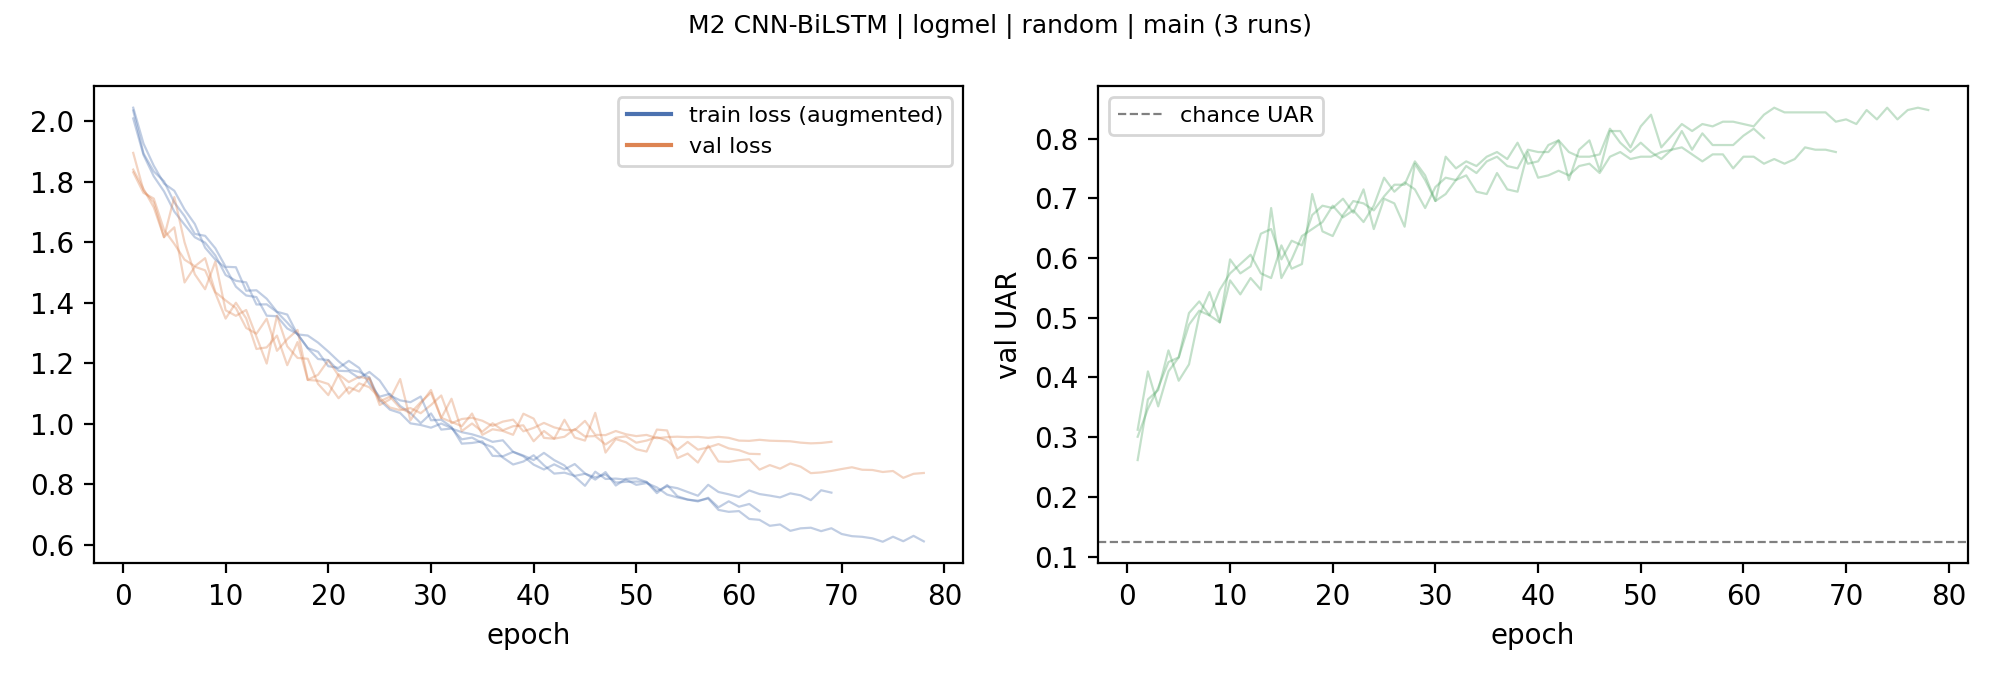 M2 CNN-BiLSTM | logmel | random | main (3 runs)
2.0
1.8
1.6
1.4
1.2
1.0
0.8
0.6
0 10 20 30 40 50 60 70 80
epoch
train loss (augmented)
val loss
val UAR
0.8
0.7
0.6
0.5
0.4
0.3
0.2
0.1
0 10 20 30 40 50 60 70 80
epoch
chance UAR